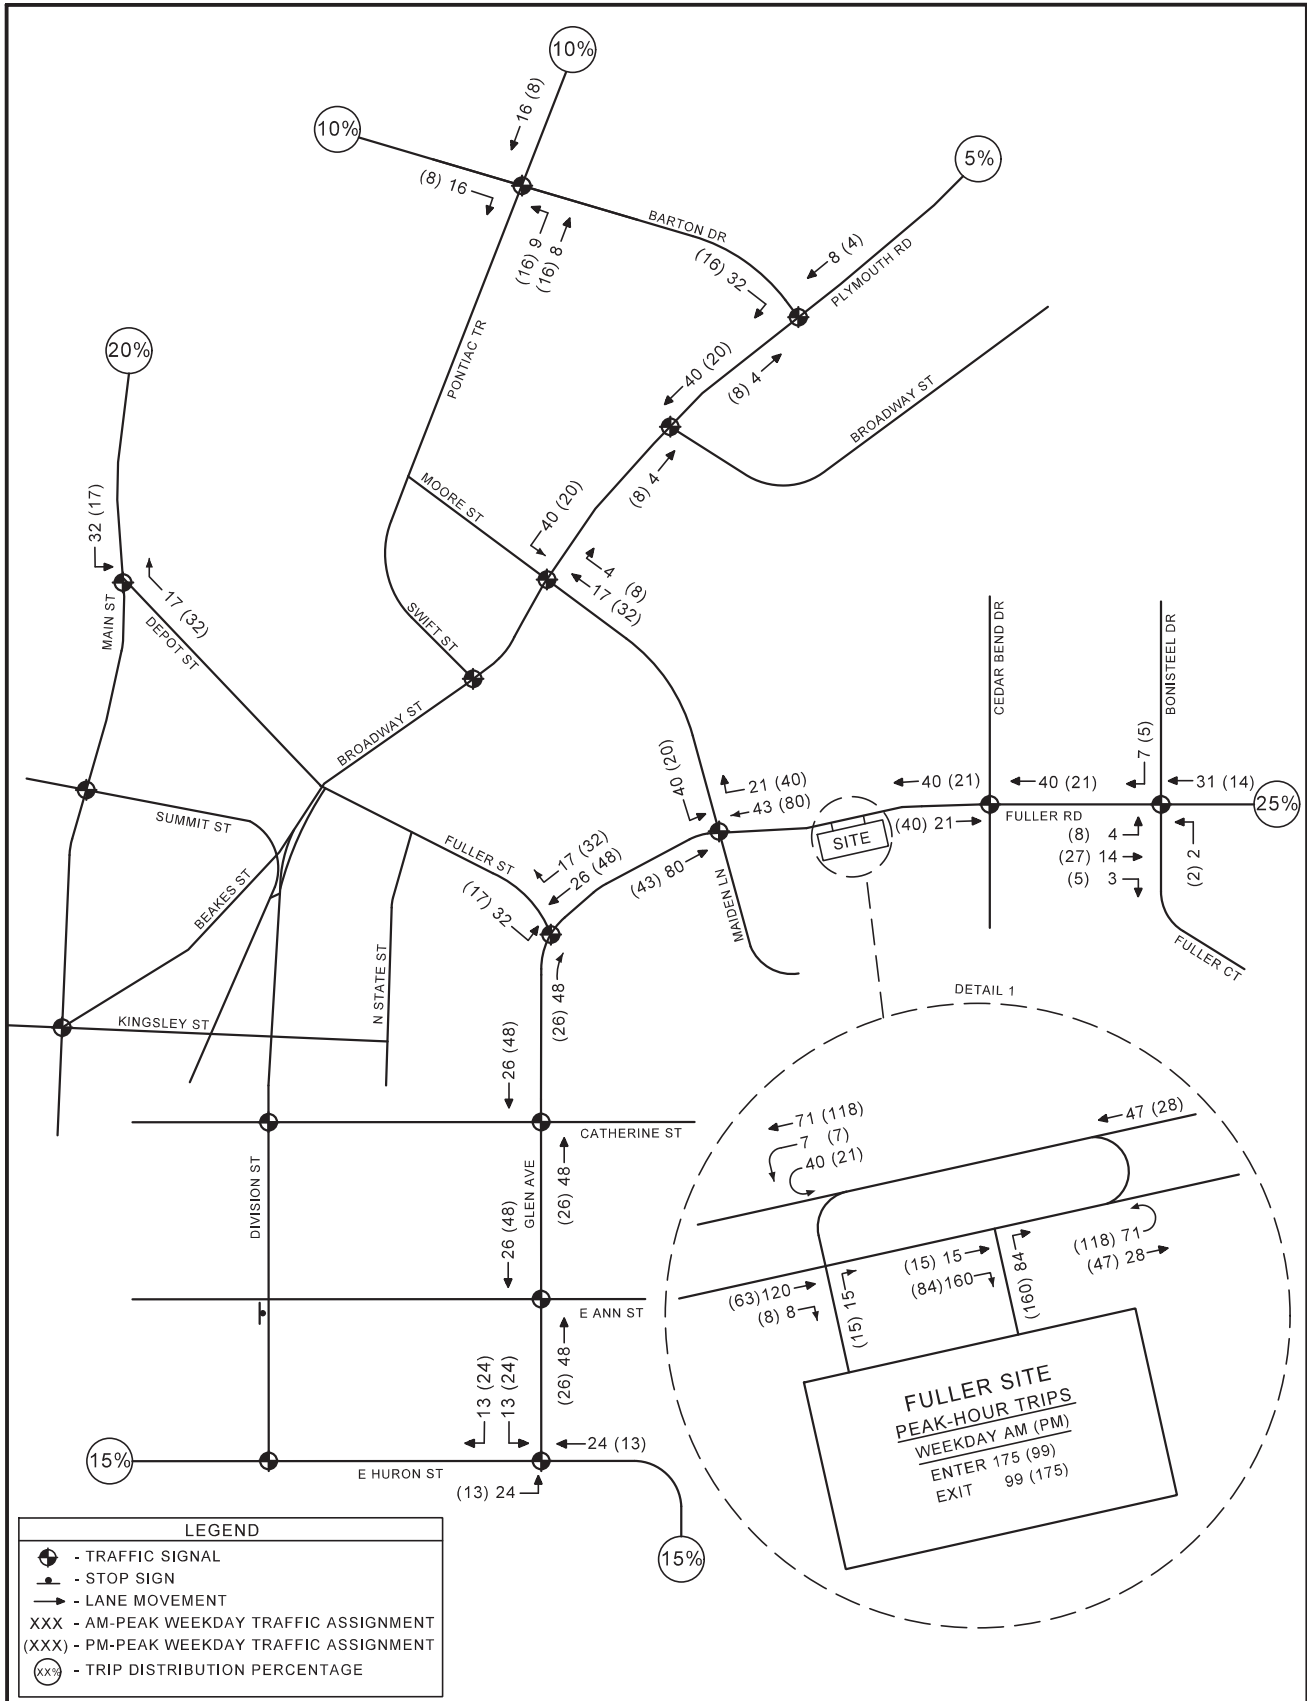 10%
16 (8)
10%
(8) 16
5%
BARTON DR
(16) 9
(16) 8
(16) 32
8 (4)
PLYMOUTH RD
20%
PONTIAC TR
40 (20)
(8) 4
BROADWAY ST
(8) 4
MOORE ST
40 (20)
32 (17)
4 (8)
17 (32)
17 (32)
MAIN ST
DEPOT ST
SWIFT ST
CEDAR BEND DR
BONISTEEL DR
BROADWAY ST
40 (20)
21 (40)
43 (80)
40 (21)
40 (21)
7 (5)
31 (14)
25%
SUMMIT ST
FULLER ST
17 (32)
26 (48)
(43) 80
SITE
(40) 21
FULLER RD
(8) 4
(27) 14
(5) 3
(2) 2
BEAKES ST
(17) 32
MAIDEN LN
FULLER CT
N STATE ST
(26) 48
KINGSLEY ST
DETAIL 1
26 (48)
CATHERINE ST
71 (118)
7 (7)
40 (21)
47 (28)
DIVISION ST
GLEN AVE
(26) 48
26 (48)
(118) 71
(47) 28
(15) 15
(84)160
(160) 84
(63)120
(8) 8
(15) 15
E ANN ST
(26) 48
13 (24)
13 (24)
24 (13)
15%
E HURON ST
(13) 24
15%
FULLER SITE
PEAK-HOUR TRIPS
WEEKDAY AM (PM)
ENTER 175 (99)
EXIT 99 (175)
LEGEND
- TRAFFIC SIGNAL
- STOP SIGN
- LANE MOVEMENT
XXX - AM-PEAK WEEKDAY TRAFFIC ASSIGNMENT
(XXX) - PM-PEAK WEEKDAY TRAFFIC ASSIGNMENT
XX% - TRIP DISTRIBUTION PERCENTAGE